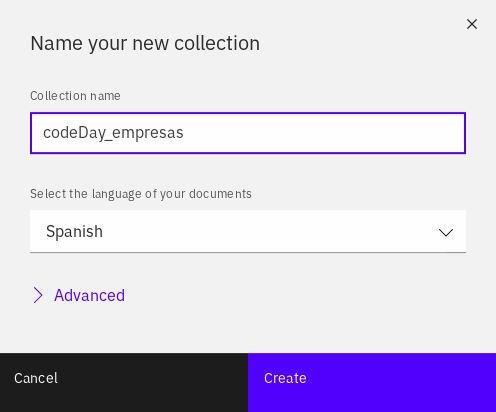 Name your new collection
Collection name
codeDay_empresas
Select the language of your documents
Spanish
Advanced
Cancel
Create